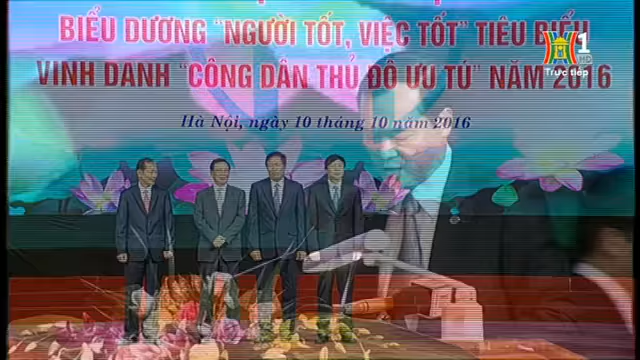 BIỂU DƯƠNG "NGƯỜI TỐT, VIỆC TỐT" TIÊU BIỂU
VINH DANH "CÔNG DÂN THỦ ĐÔ ƯU TÚ" NĂM 2016
Hà Nội, ngày 10 tháng 10 năm 2016
1
HD
Trực tiếp